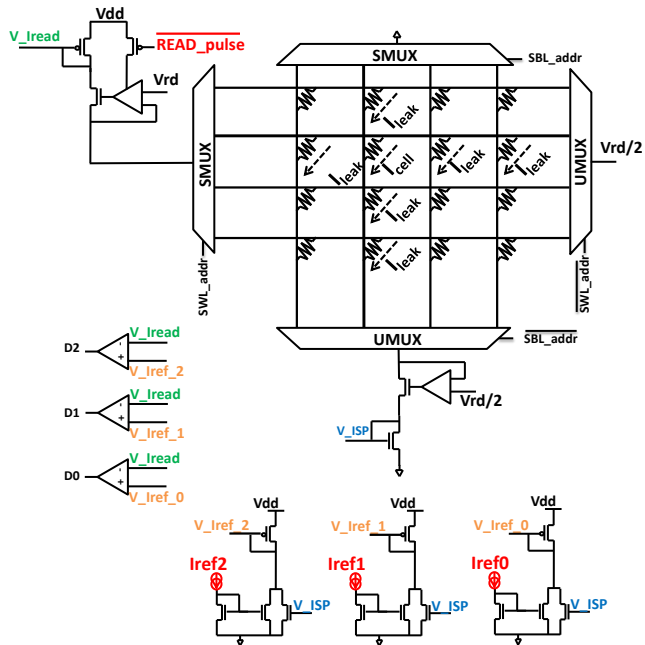 Vdd
V_Iread
READ_pulse
Vrd
SMUX
SBL_addr
SMUX
UMUX
Vrd/2
Ileak
Ileak
Icell
Ileak
Ileak
Ileak
Ileak
SWL_addr
SWL_addr
UMUX
SBL_addr
Vrd/2
V_ISP
D2
V_Iread
-
+
V_Iref_2
D1
V_Iread
-
+
V_Iref_1
D0
V_Iread
-
+
V_Iref_0
Vdd
V_Iref_2
Iref2
V_ISP
Vdd
V_Iref_1
Iref1
V_ISP
Vdd
V_Iref_0
Iref0
V_ISP